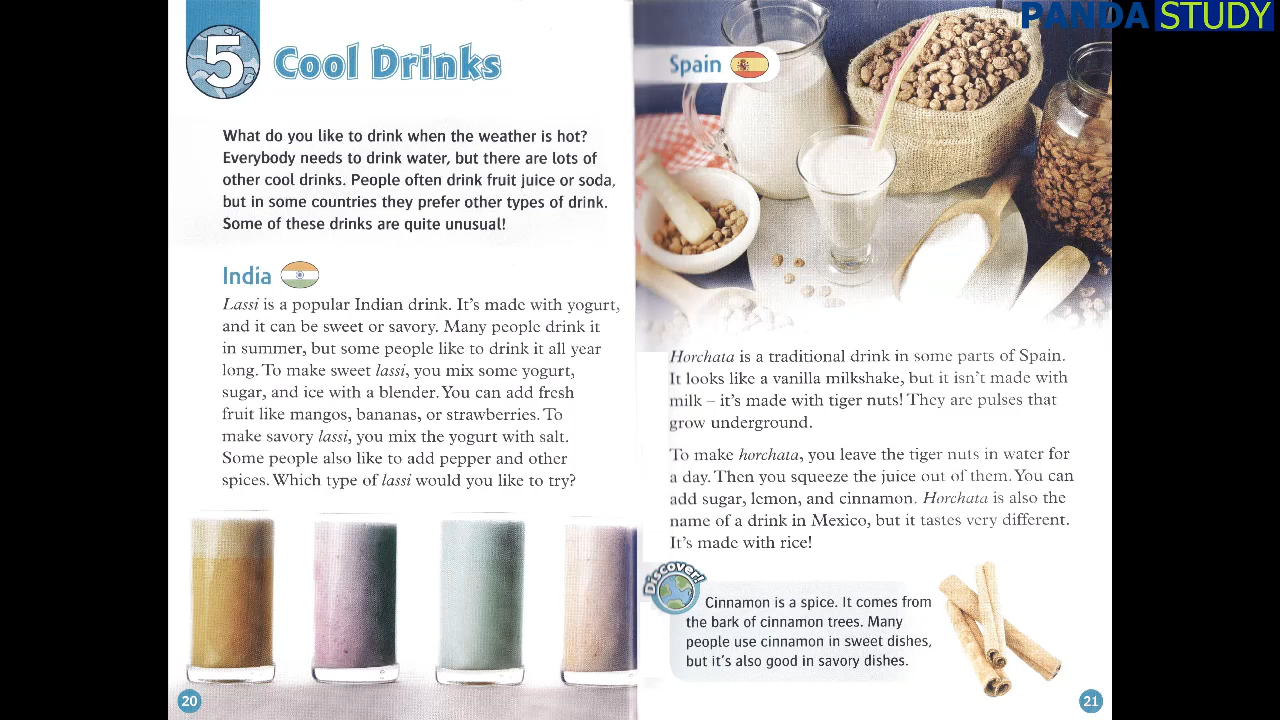 PANDA STUDY
5 Cool Drinks
What do you like to drink when the weather is hot?
Everybody needs to drink water, but there are lots of
other cool drinks. People often drink fruit juice or soda,
but in some countries they prefer other types of drink.
Some of these drinks are quite unusual!
India
Lassi is a popular Indian drink. It's made with yogurt,
and it can be sweet or savory. Many people drink it
in summer, but some people like to drink it all year
long. To make sweet lassi, you mix some yogurt,
sugar, and ice with a blender. You can add fresh
fruit like mangos, bananas, or strawberries. To
make savory lassi, you mix the yogurt with salt.
Some people also like to add pepper and other
spices. Which type of lassi would you like to try?
20
Spain
Horchata is a traditional drink in some parts of Spain.
It looks like a vanilla milkshake, but it isn't made with
milk – it's made with tiger nuts! They are pulses that
grow underground.
To make horchata, you leave the tiger nuts in water for
a day. Then you squeeze the juice out of them. You can
add sugar, lemon, and cinnamon. Horchata is also the
name of a drink in Mexico, but it tastes very different.
It's made with rice!
Discover!
Cinnamon is a spice. It comes from
the bark of cinnamon trees. Many
people use cinnamon in sweet dishes,
but it's also good in savory dishes.
21